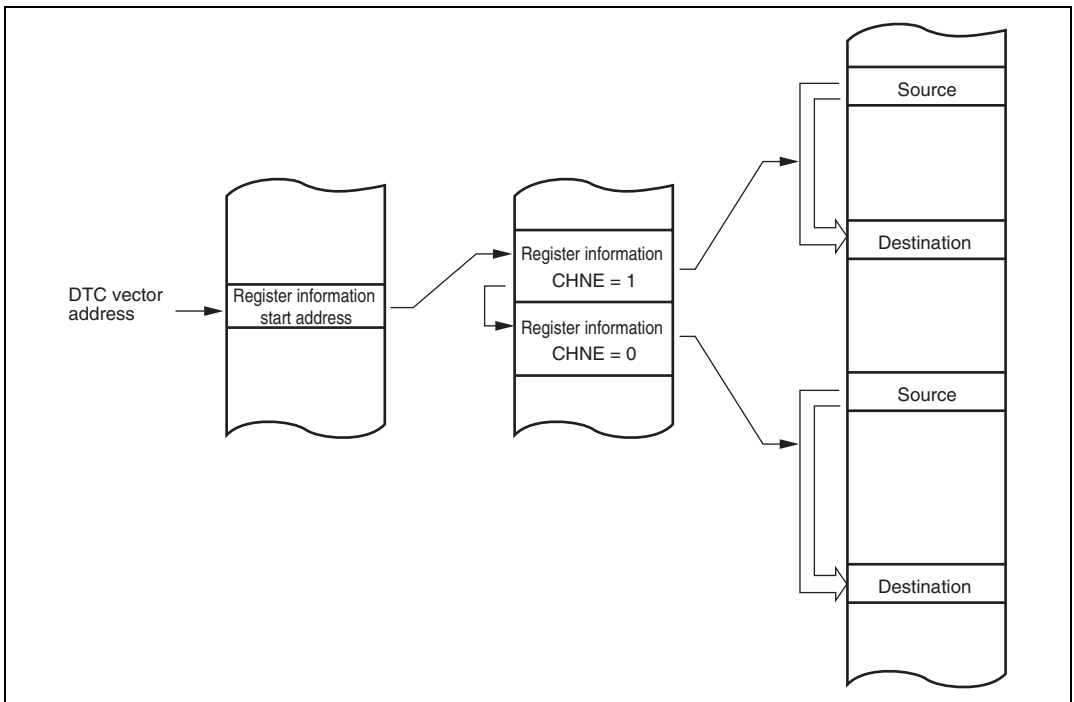 DTC vector
address
Register information
start address
Register information
CHNE = 1
Register information
CHNE = 0
Source
Destination
Source
Destination